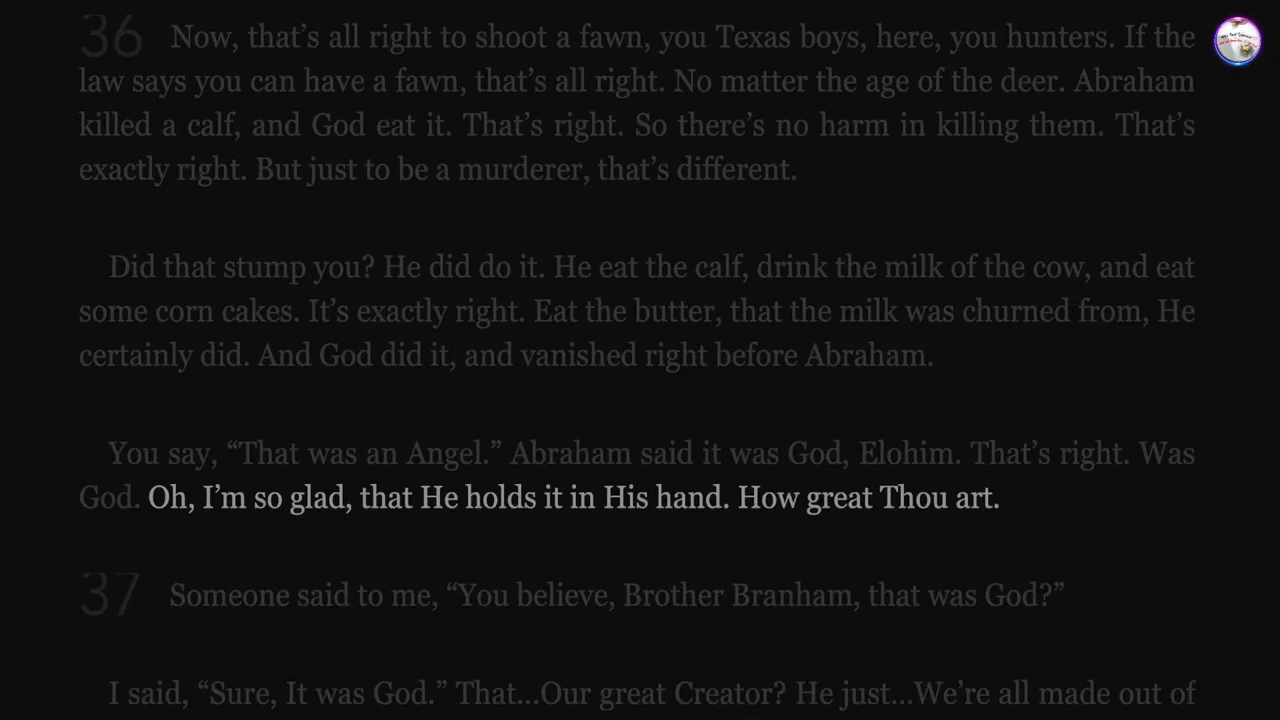 36 Now, that’s all right to shoot a fawn, you Texas boys, here, you hunters. If the
law says you can have a fawn, that’s all right. No matter the age of the deer. Abraham
killed a calf, and God eat it. That’s right. So there’s no harm in killing them. That’s
exactly right. But just to be a murderer, that’s different.
Did that stump you? He did do it. He eat the calf, drink the milk of the cow, and eat
some corn cakes. It’s exactly right. Eat the butter, that the milk was churned from, He
certainly did. And God did it, and vanished right before Abraham.
You say, “That was an Angel.” Abraham said it was God, Elohim. That’s right. Was
God. Oh, I’m so glad, that He holds it in His hand. How great Thou art.
37 Someone said to me, “You believe, Brother Branham, that was God?”
I said, “Sure, It was God.” That…Our great Creator? He just…We’re all made out of